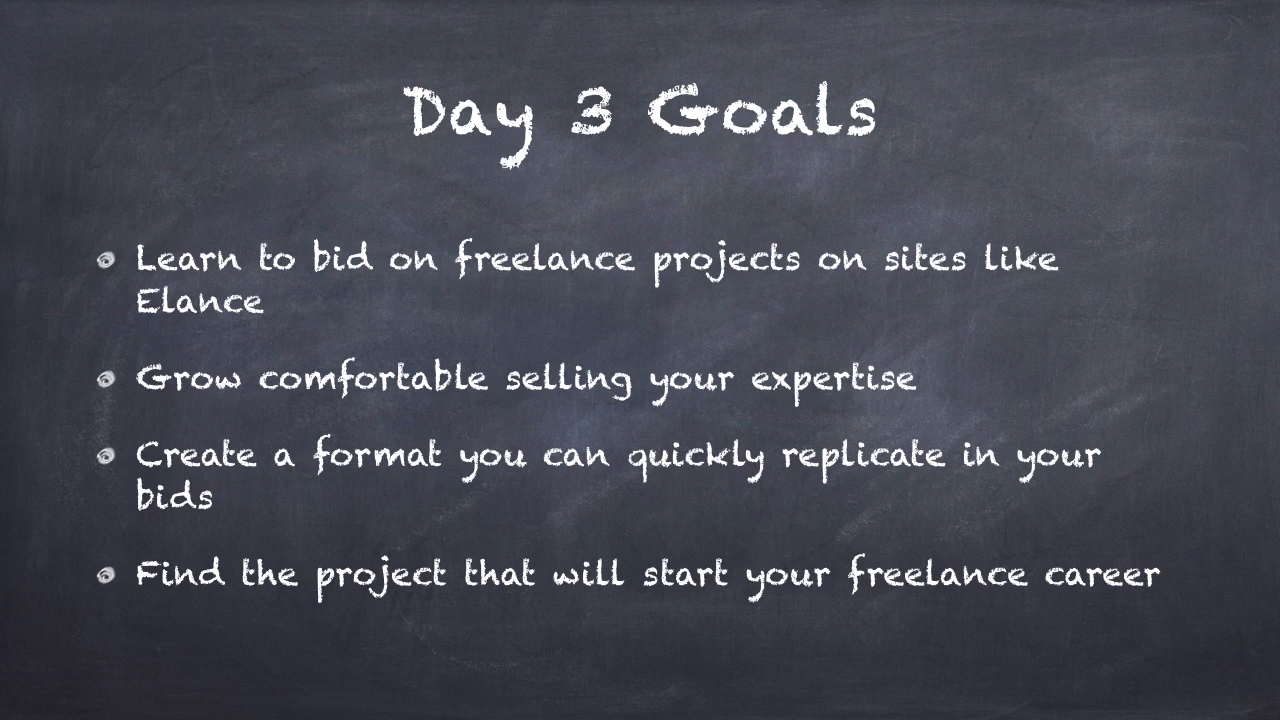 Day 3 Goals
Learn to bid on freelance projects on sites like
Elance
Grow comfortable selling your expertise
Create a format you can quickly replicate in your
bids
Find the project that will start your freelance career